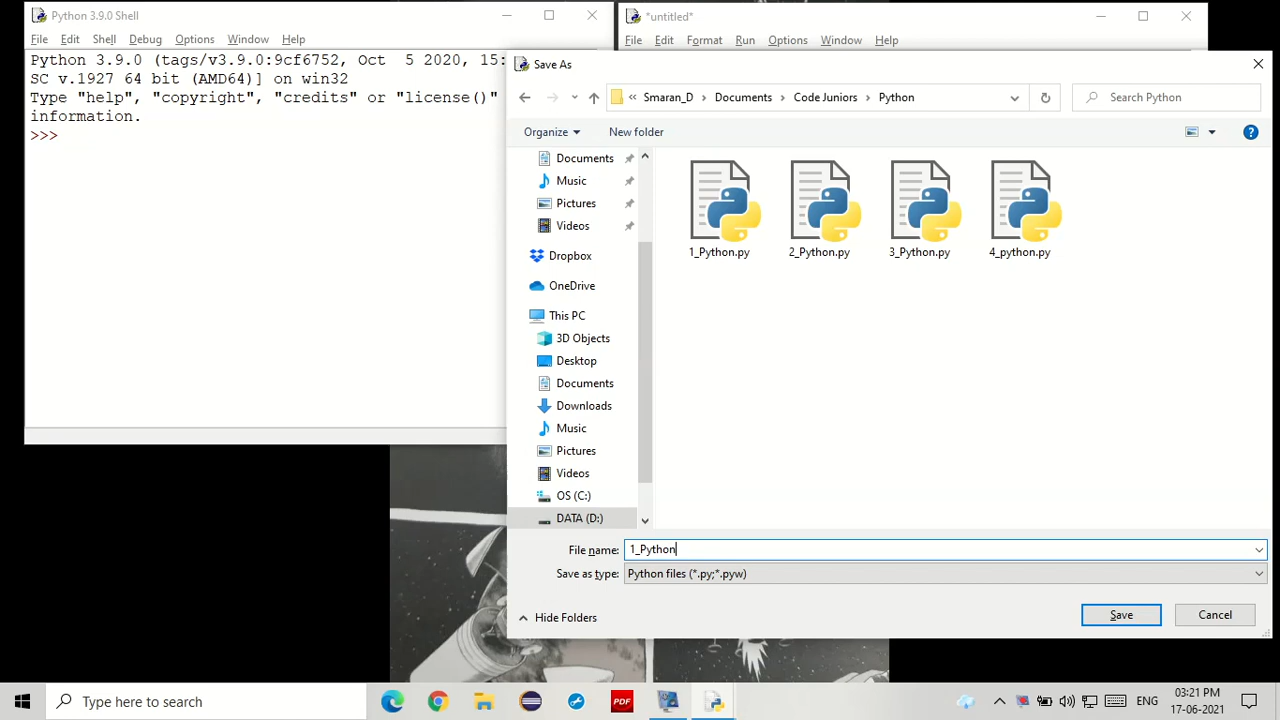 Python 3.9.0 Shell
File Edit Shell Debug Options Window Help
Python 3.9.0 (tags/v3.9.0:9cf6752, Oct  5 2020, 15:
SC v.1927 64 bit (AMD64)] on win32
Type "help", "copyright", "credits" or "license()"
information.
>>>
*untitled*
File Edit Format Run Options Window Help
Save As
« Smaran_D > Documents > Code Juniors > Python
Search Python
Organize
New folder
Documents
Music
Pictures
Videos
Dropbox
OneDrive
This PC
3D Objects
Desktop
Documents
Downloads
Music
Pictures
Videos
OS (C:)
DATA (D:)
1_Python.py
2_Python.py
3_Python.py
4_python.py
File name: 1_Python
Save as type: Python files (*.py;*.pyw)
Hide Folders
Save
Cancel
Type here to search
PDF
ENG
03:21 PM
17-06-2021